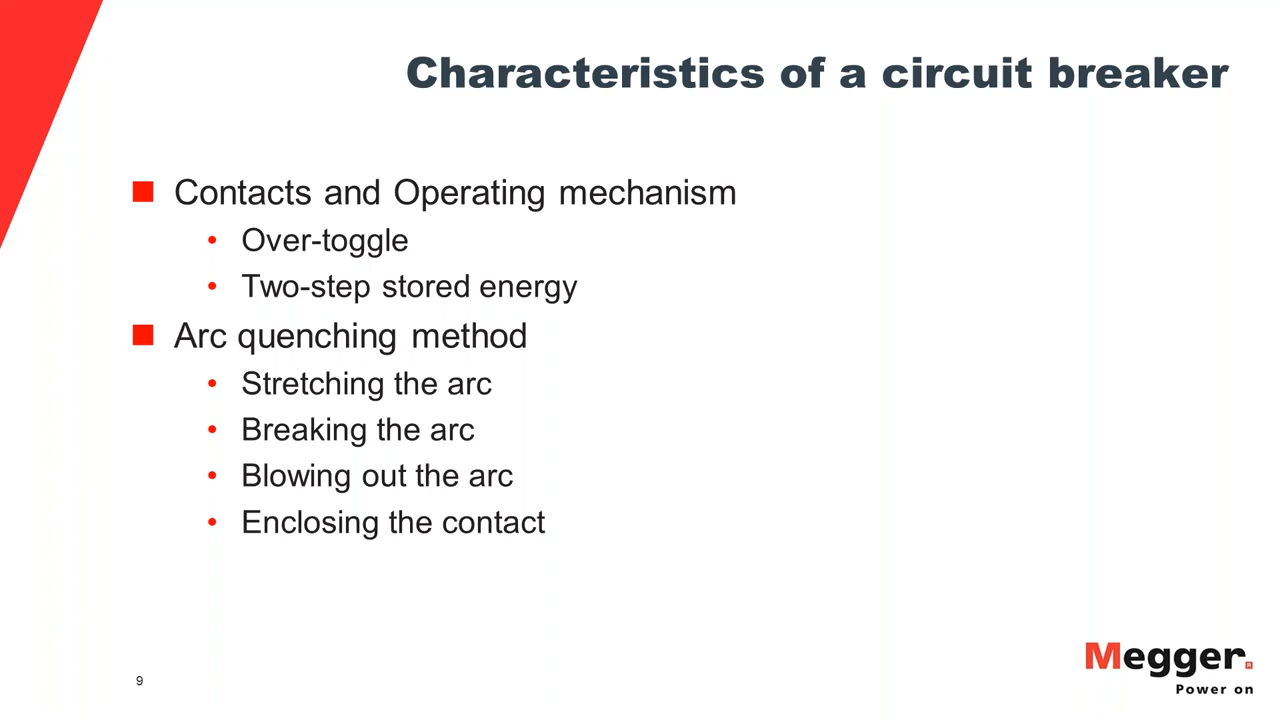 Characteristics of a circuit breaker
Contacts and Operating mechanism
• Over-toggle
• Two-step stored energy
Arc quenching method
• Stretching the arc
• Breaking the arc
• Blowing out the arc
• Enclosing the contact
9
Megger.
Power on